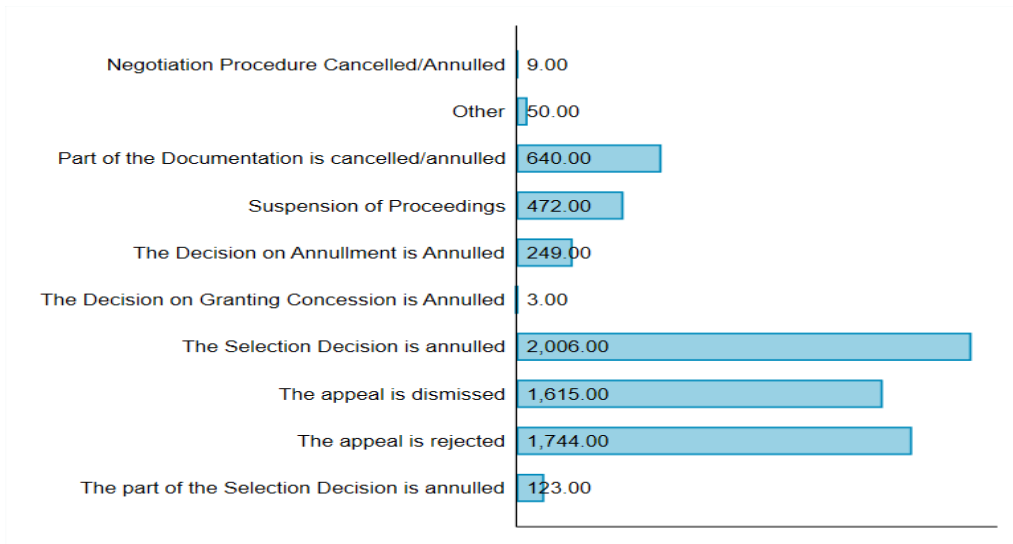 Negotiation Procedure Cancelled/Annulled 9.00
Other 50.00
Part of the Documentation is cancelled/annulled 640.00
Suspension of Proceedings 472.00
The Decision on Annullment is Annulled 249.00
The Decision on Granting Concession is Annulled 3.00
The Selection Decision is annulled 2,006.00
The appeal is dismissed 1,615.00
The appeal is rejected 1,744.00
The part of the Selection Decision is annulled 123.00